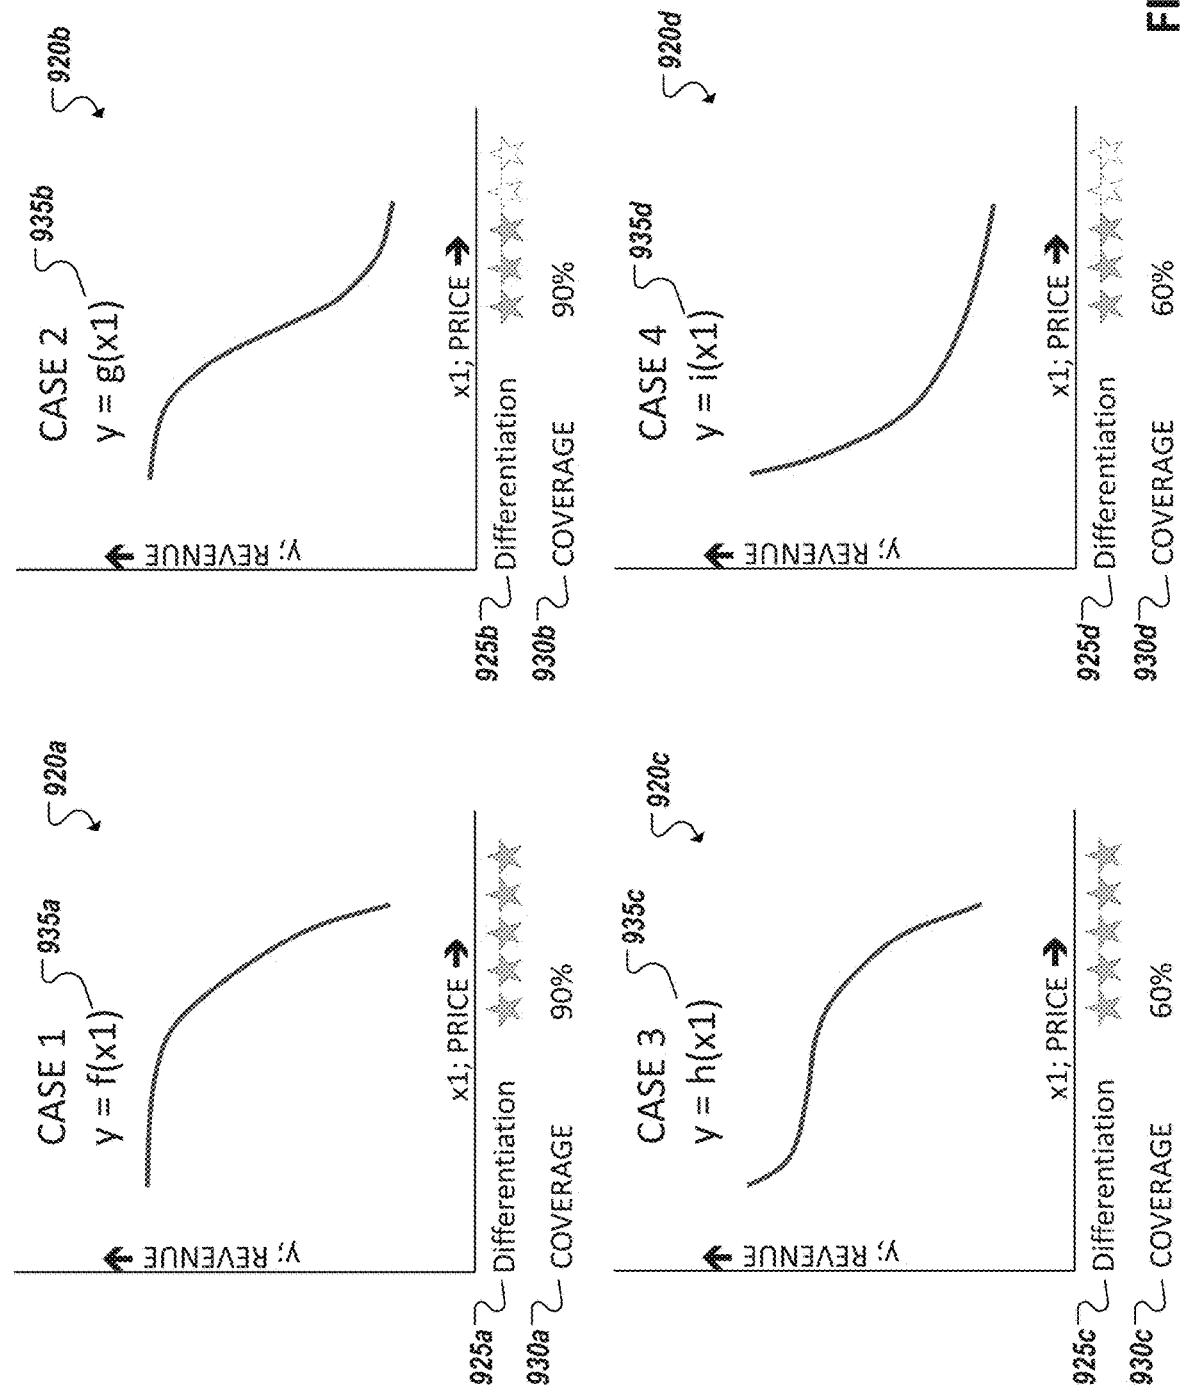 CASE 1
920a
y = f(x1)
935a
y; REVENUE
x1; PRICE
925a
Differentiation
930a
COVERAGE
90%
CASE 2
920b
y = g(x1)
935b
y; REVENUE
x1; PRICE
925b
Differentiation
930b
COVERAGE
90%
CASE 3
920c
y = h(x1)
935c
y; REVENUE
x1; PRICE
925c
Differentiation
930c
COVERAGE
60%
CASE 4
920d
y = i(x1)
935d
y; REVENUE
x1; PRICE
925d
Differentiation
930d
COVERAGE
60%